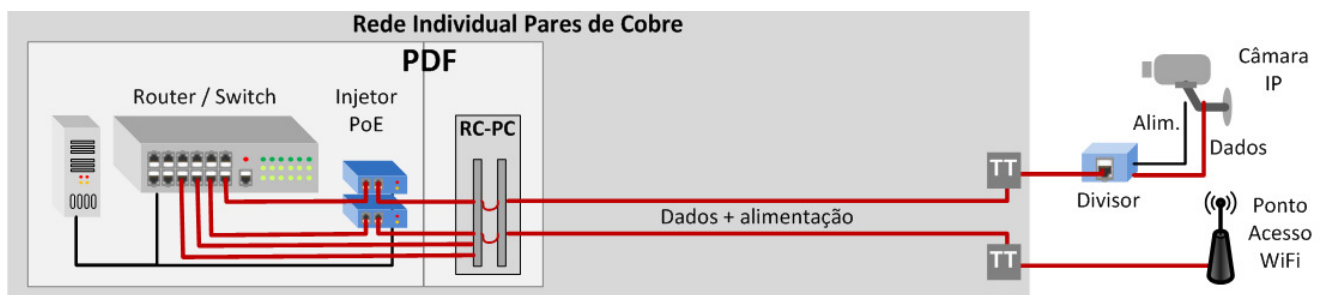 Rede Individual Pares de Cobre
PDF
Router / Switch
Injetor
PoE
RC-PC
Dados + alimentação
TT
TT
Câmara
IP
Alim.
Dados
Divisor
Ponto
Acesso
WiFi